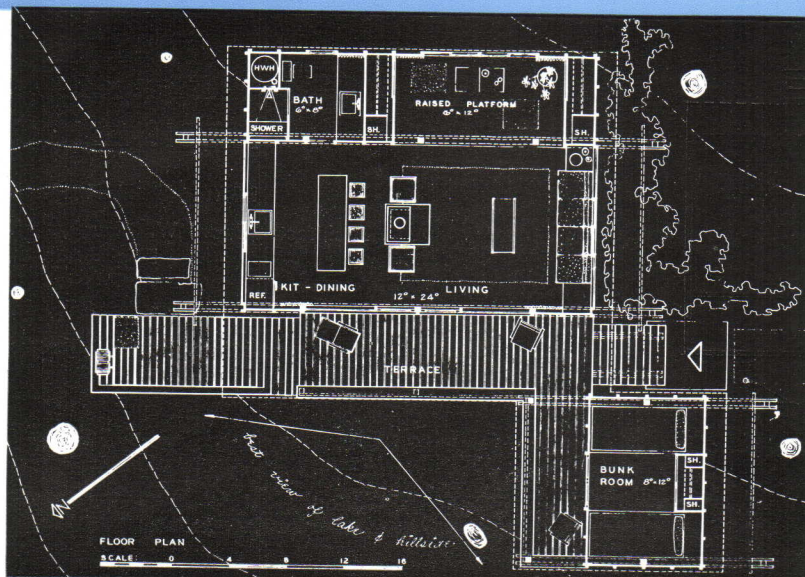 HWH
BATH
6° × 8°
SHOWER
SH.
RAISED PLATFORM
6° × 12°
SH.
REF.
KIT - DINING
LIVING
12° × 24°
TERRACE
BUNK
ROOM 8° × 12°
SH.
SH.
best view of lake & hillside
N
FLOOR PLAN
SCALE: 0 4 8 12 16